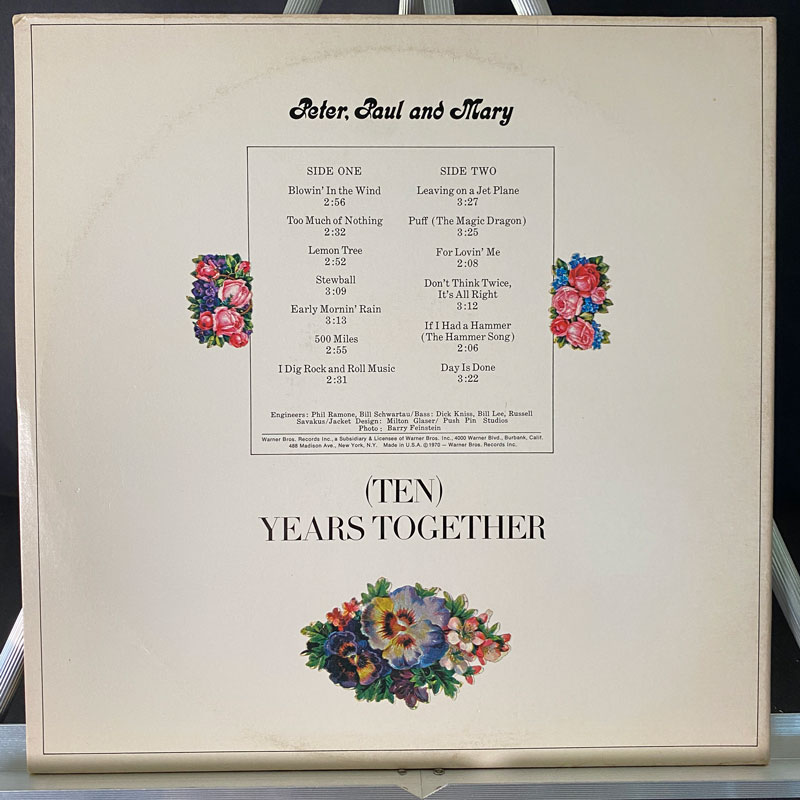 Peter, Paul and Mary
SIDE ONE
Blowin' In the Wind
2:56
Too Much of Nothing
2:32
Lemon Tree
2:52
Stewball
3:09
Early Mornin' Rain
3:13
500 Miles
2:55
I Dig Rock and Roll Music
2:31
SIDE TWO
Leaving on a Jet Plane
3:27
Puff (The Magic Dragon)
3:25
For Lovin' Me
2:08
Don't Think Twice,
It's All Right
3:12
If I Had a Hammer
(The Hammer Song)
2:06
Day Is Done
3:22
Engineers: Phil Ramone, Bill Schwartau/Bass: Dick Kniss, Bill Lee, Russell
Savakus/Jacket Design: Milton Glaser/ Push Pin Studios
Photo: Barry Feinstein
Warner Bros. Records Inc., a Subsidiary & Licensee of Warner Bros. Inc., 4000 Warner Blvd., Burbank, Calif.
488 Madison Ave., New York, N.Y. Made in U.S.A. ©1970 — Warner Bros. Records Inc.
(TEN)
YEARS TOGETHER